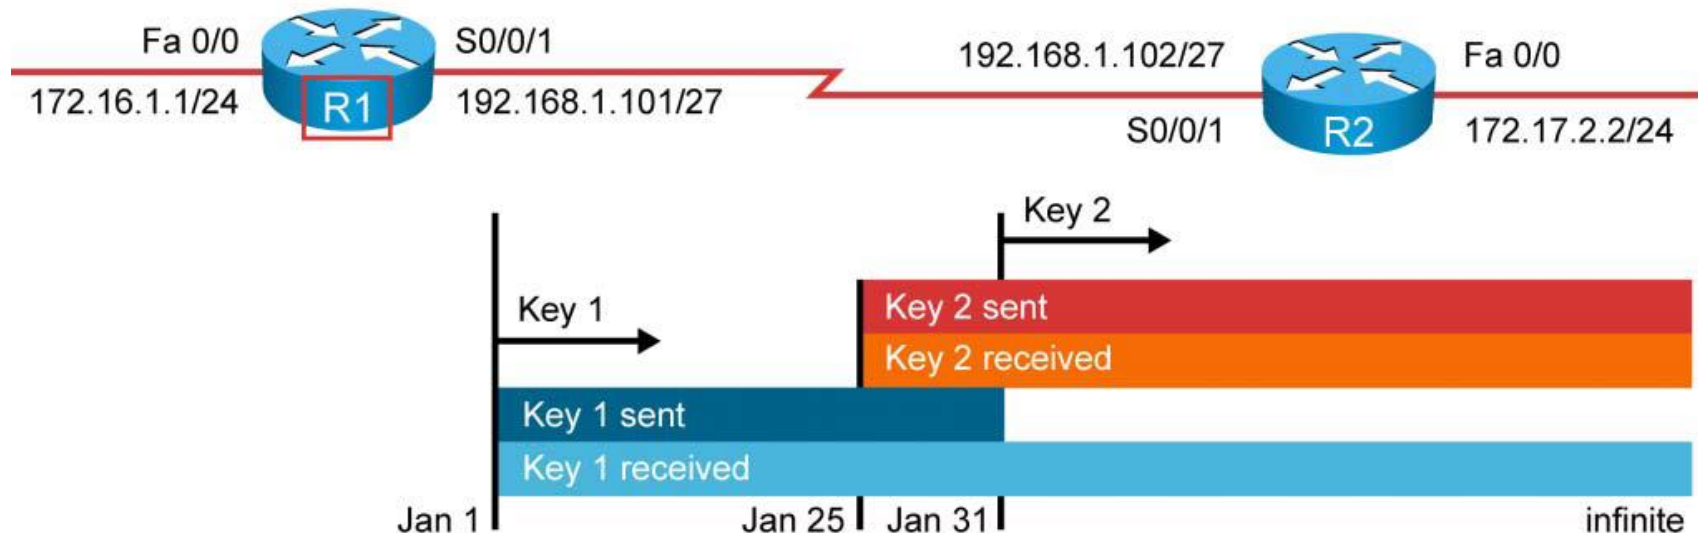 Fa 0/0
S0/0/1
172.16.1.1/24
R1
192.168.1.101/27
192.168.1.102/27
Fa 0/0
S0/0/1
R2
172.17.2.2/24
Key 2
Key 1
Key 2 sent
Key 2 received
Key 1 sent
Key 1 received
Jan 1
Jan 25
Jan 31
infinite